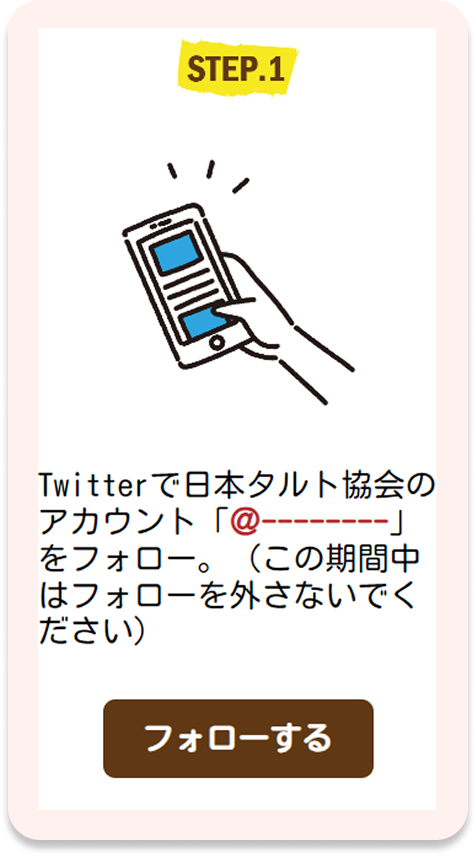 STEP.1
Twitterで日本タルト協会の
アカウント「@--------」
をフォロー。（この期間中
はフォローを外さないでく
ださい）
フォローする